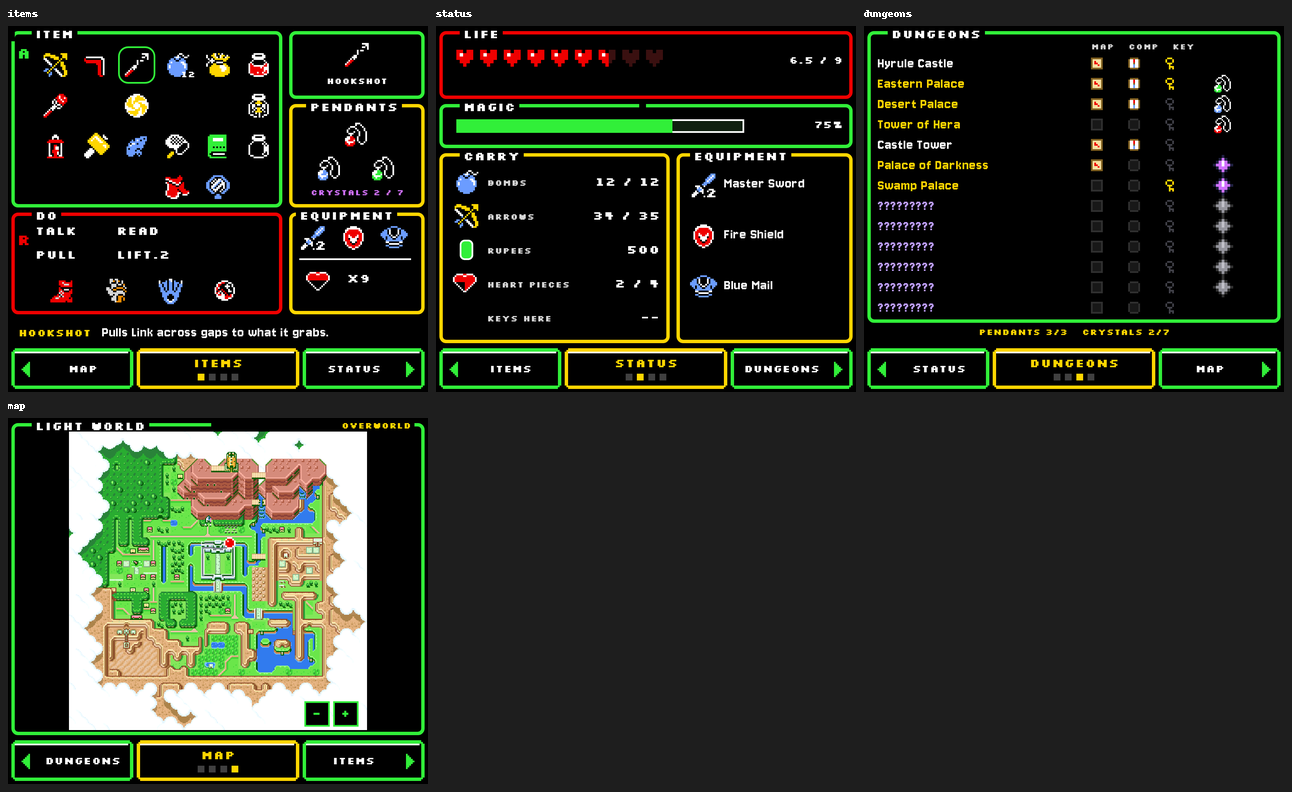 items
ITEM
A
12
HOOKSHOT
PENDANTS
CRYSTALS 2 / 7
DO
R
TALK READ
PULL LIFT.2
EQUIPMENT
2
X9
HOOKSHOT Pulls Link across gaps to what it grabs.
MAP ITEMS STATUS
status
LIFE
6.5 / 9
MAGIC
75%
CARRY
BOMBS 12 / 12
ARROWS 34 / 35
RUPEES 500
HEART PIECES 2 / 4
KEYS HERE --
EQUIPMENT
2 Master Sword
Fire Shield
Blue Mail
ITEMS STATUS DUNGEONS
dungeons
DUNGEONS
MAP COMP KEY
Hyrule Castle
Eastern Palace
Desert Palace
Tower of Hera
Castle Tower
Palace of Darkness
Swamp Palace
?????????
?????????
?????????
?????????
?????????
?????????
PENDANTS 3/3 CRYSTALS 2/7
STATUS DUNGEONS MAP
map
LIGHT WORLD OVERWORLD
- +
DUNGEONS MAP ITEMS